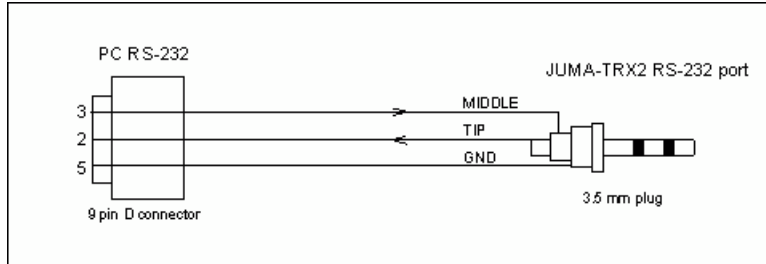 PC RS-232
JUMA-TRX2 RS-232 port
3
MIDDLE
2
TIP
5
GND
3.5 mm plug
9 pin D connector